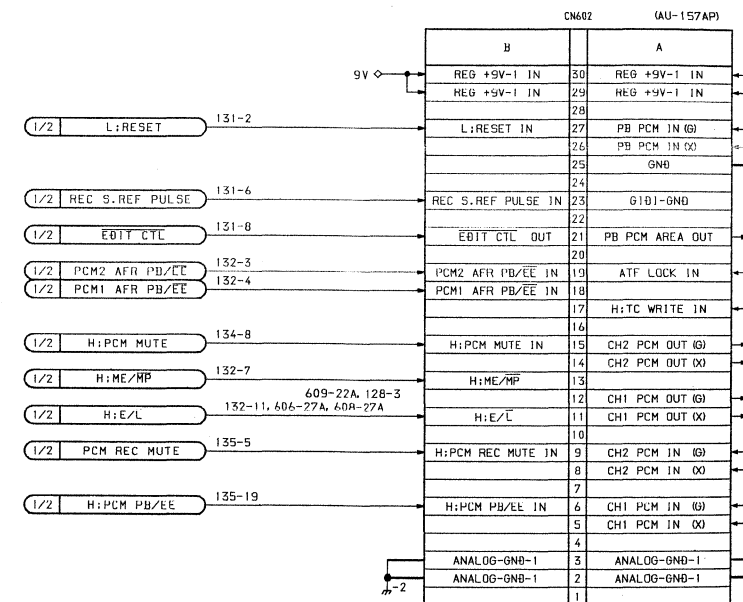 CN602 (AU-157AP)
B A
9V REG +9V-1 IN 30 REG +9V-1 IN
REG +9V-1 IN 29 REG +9V-1 IN
28
1/2 L:RESET 131-2 L:RESET IN 27 PB PCM IN (G)
26 PB PCM IN (X)
25 GND
24
1/2 REC S.REF PULSE 131-6 REC S.REF PULSE IN 23 GIDI-GND
22
1/2 EDIT CTL 131-8 EDIT CTL OUT 21 PB PCM AREA OUT
20
1/2 PCM2 AFR PB/EE 132-3 PCM2 AFR PB/EE IN 19 ATF LOCK IN
1/2 PCM1 AFR PB/EE 132-4 PCM1 AFR PB/EE IN 18
17 H:TC WRITE IN
16
1/2 H:PCM MUTE 134-8 H:PCM MUTE IN 15 CH2 PCM OUT (G)
14 CH2 PCM OUT (X)
1/2 H:ME/MP 132-7 H:ME/MP 13
609-22A, 128-3 12 CH1 PCM OUT (G)
1/2 H:E/L 132-11, 606-27A, 608-27A H:E/L 11 CH1 PCM OUT (X)
10
1/2 PCM REC MUTE 135-5 H:PCM REC MUTE IN 9 CH2 PCM IN (G)
8 CH2 PCM IN (X)
7
1/2 H:PCM PB/EE 135-19 H:PCM PB/EE IN 6 CH1 PCM IN (G)
5 CH1 PCM IN (X)
4
ANALOG-GND-1 3 ANALOG-GND-1
-2 ANALOG-GND-1 2 ANALOG-GND-1
1